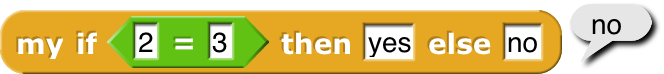 my if 2 = 3 then yes else no
no